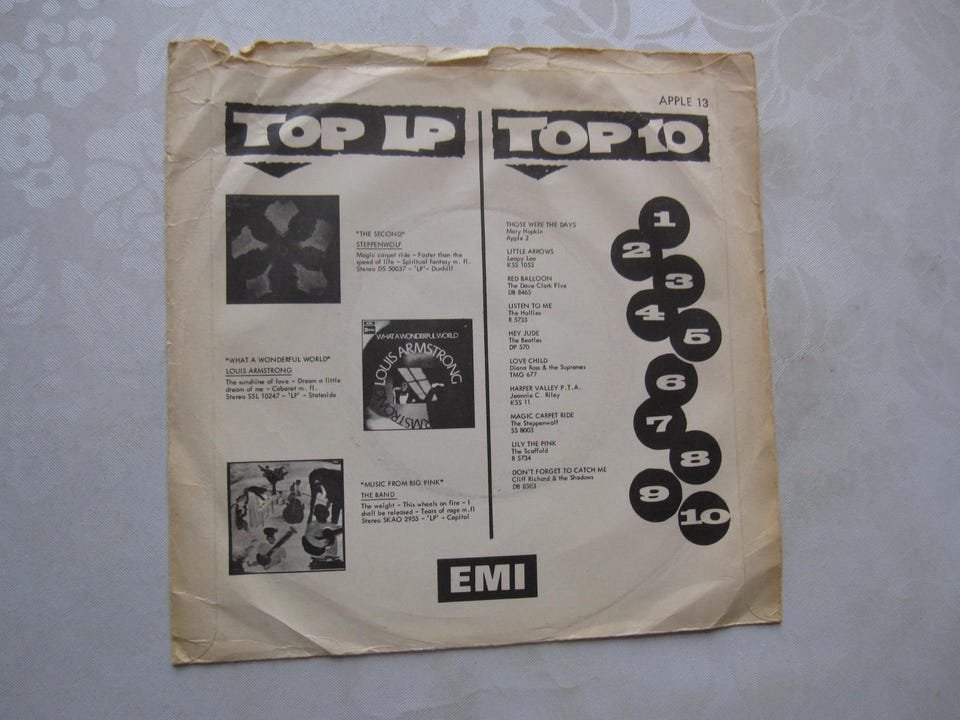 APPLE 13
TOP LP
"THE SECOND"
STEPPENWOLF
Magic carpet ride - Faster than the
speed of life - Spiritual fantasy m. fl.
Stereo DS 50037 - 'LP' - Dunhill
WHAT A WONDERFUL WORLD
LOUIS ARMSTRONG
"WHAT A WONDERFUL WORLD"
LOUIS ARMSTRONG
The sunshine of love - Dream a little
dream of me - Cabaret m. fl.
Stereo SSL 10247 - 'LP' - Stateside
"MUSIC FROM BIG PINK"
THE BAND
The weight - This wheels on fire - I
shall be released - Tears of rage m.fl
Stereo SKAO 2955 - 'LP' - Capitol
TOP 10
THOSE WERE THE DAYS
Mary Hopkin
Apple 2
LITTLE ARROWS
Leapy Lee
KSS 1053
RED BALLOON
The Dave Clark Five
DB 8465
LISTEN TO ME
The Hollies
R 5733
HEY JUDE
The Beatles
DP 570
LOVE CHILD
Diana Ross & the Supremes
TMG 677
HARPER VALLEY P.T.A.
Jeannie C. Riley
KSS 11
MAGIC CARPET RIDE
The Steppenwolf
SS 8003
LILY THE PINK
The Scaffold
R 5734
DON'T FORGET TO CATCH ME
Cliff Richard & the Shadows
DB 8503
1
2
3
4
5
6
7
8
9
10
EMI